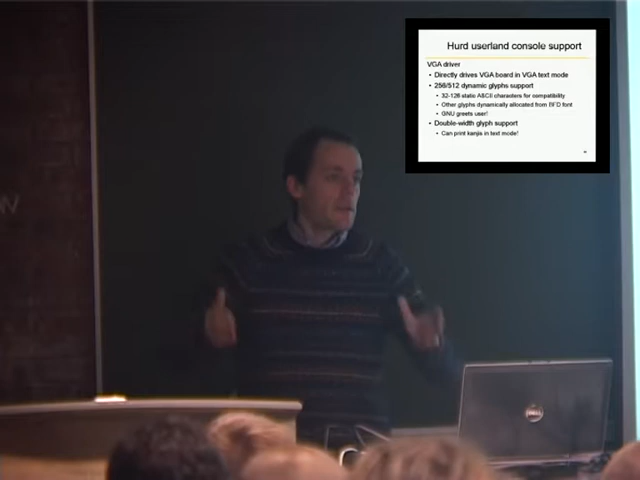 Hurd userland console support
VGA driver
• Directly drives VGA board in VGA text mode
• 256/512 dynamic glyphs support
• 32-126 static ASCII characters for compatibility
• Other glyphs dynamically allocated from BFD font
• GNU greets user!
• Double-width glyph support
• Can print kanjis in text mode!
DELL